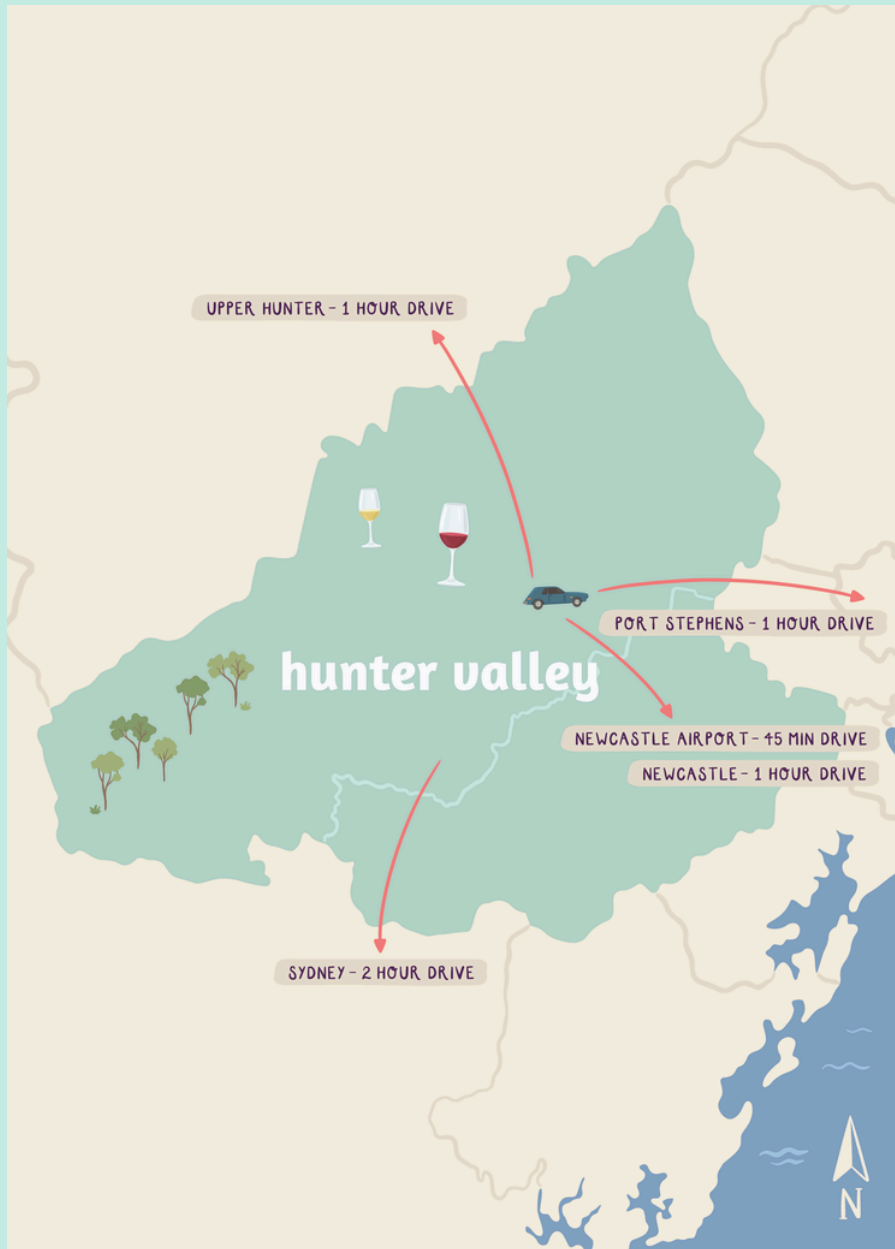 UPPER HUNTER - 1 HOUR DRIVE
PORT STEPHENS - 1 HOUR DRIVE
hunter valley
NEWCASTLE AIRPORT - 45 MIN DRIVE
NEWCASTLE - 1 HOUR DRIVE
SYDNEY - 2 HOUR DRIVE
N